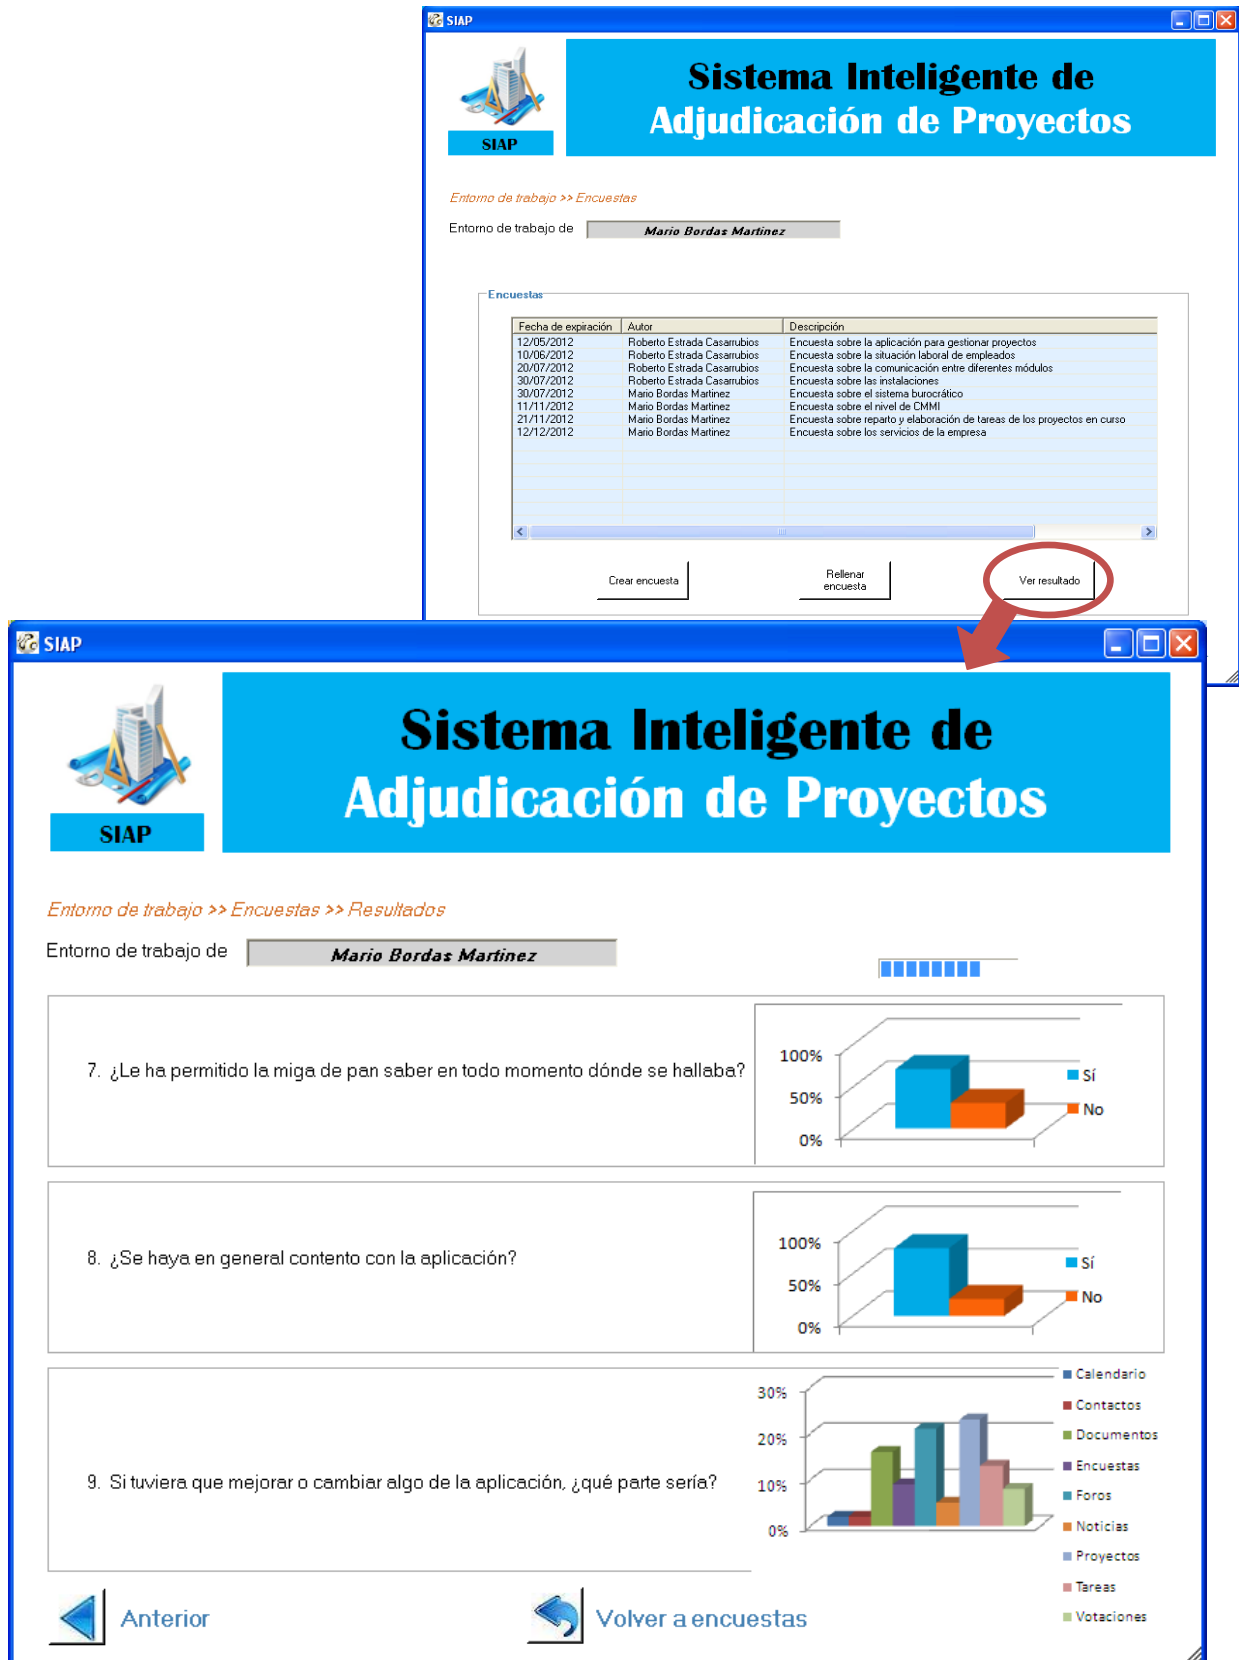 SIAP
Sistema Inteligente de
Adjudicación de Proyectos
SIAP
Entorno de trabajo >> Encuestas
Entorno de trabajo de Mario Bordas Martinez
Encuestas
Fecha de expiración Autor Descripción
12/05/2012 Roberto Estrada Casarrubios Encuesta sobre la aplicación para gestionar proyectos
10/06/2012 Roberto Estrada Casarrubios Encuesta sobre la situación laboral de empleados
20/07/2012 Roberto Estrada Casarrubios Encuesta sobre la comunicación entre diferentes módulos
30/07/2012 Roberto Estrada Casarrubios Encuesta sobre las instalaciones
30/07/2012 Mario Bordas Martinez Encuesta sobre el sistema burocrático
11/11/2012 Mario Bordas Martinez Encuesta sobre el nivel de CMMI
21/11/2012 Mario Bordas Martinez Encuesta sobre reparto y elaboración de tareas de los proyectos en curso
12/12/2012 Mario Bordas Martinez Encuesta sobre los servicios de la empresa
Crear encuesta
Rellenar
encuesta
Ver resultado
SIAP
Sistema Inteligente de
Adjudicación de Proyectos
SIAP
Entorno de trabajo >> Encuestas >> Resultados
Entorno de trabajo de Mario Bordas Martinez
7. ¿Le ha permitido la miga de pan saber en todo momento dónde se hallaba?
100%
50%
0%
Sí
No
8. ¿Se haya en general contento con la aplicación?
100%
50%
0%
Sí
No
9. Si tuviera que mejorar o cambiar algo de la aplicación, ¿qué parte sería?
30%
20%
10%
0%
Calendario
Contactos
Documentos
Encuestas
Foros
Noticias
Proyectos
Tareas
Votaciones
Anterior
Volver a encuestas